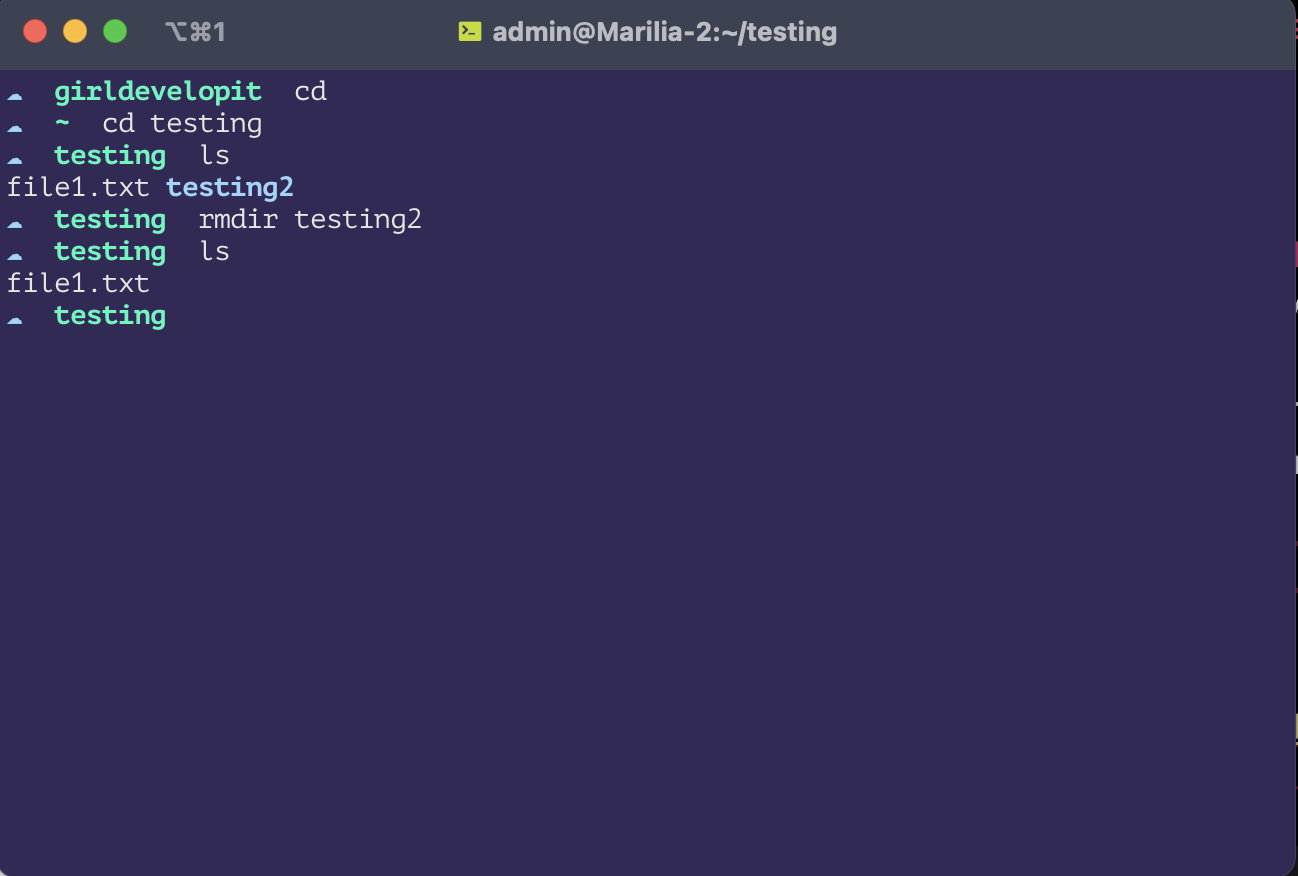 ⌥⌘1 admin@Marilia-2:~/testing
☁ girldevelopit cd
☁ ~ cd testing
☁ testing ls
file1.txt testing2
☁ testing rmdir testing2
☁ testing ls
file1.txt
☁ testing